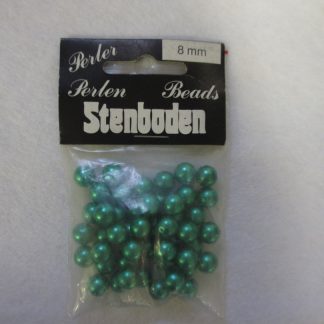 Perler
8 mm
Perlen Beads
Stenboden